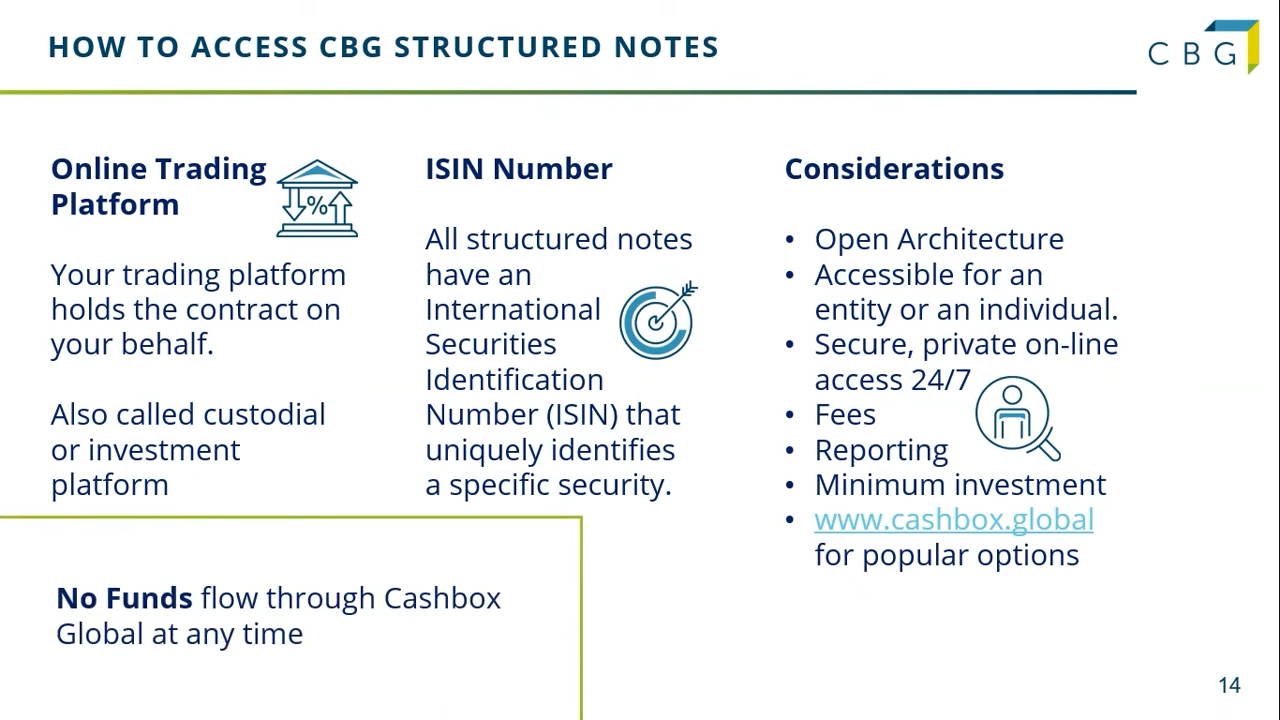 HOW TO ACCESS CBG STRUCTURED NOTES
CBG
Online Trading
Platform
%
Your trading platform
holds the contract on
your behalf.
Also called custodial
or investment
platform
ISIN Number
All structured notes
have an
International
Securities
Identification
Number (ISIN) that
uniquely identifies
a specific security.
Considerations
• Open Architecture
• Accessible for an
entity or an individual.
• Secure, private on-line
access 24/7
• Fees
• Reporting
• Minimum investment
• www.cashbox.global
for popular options
No Funds flow through Cashbox
Global at any time
14